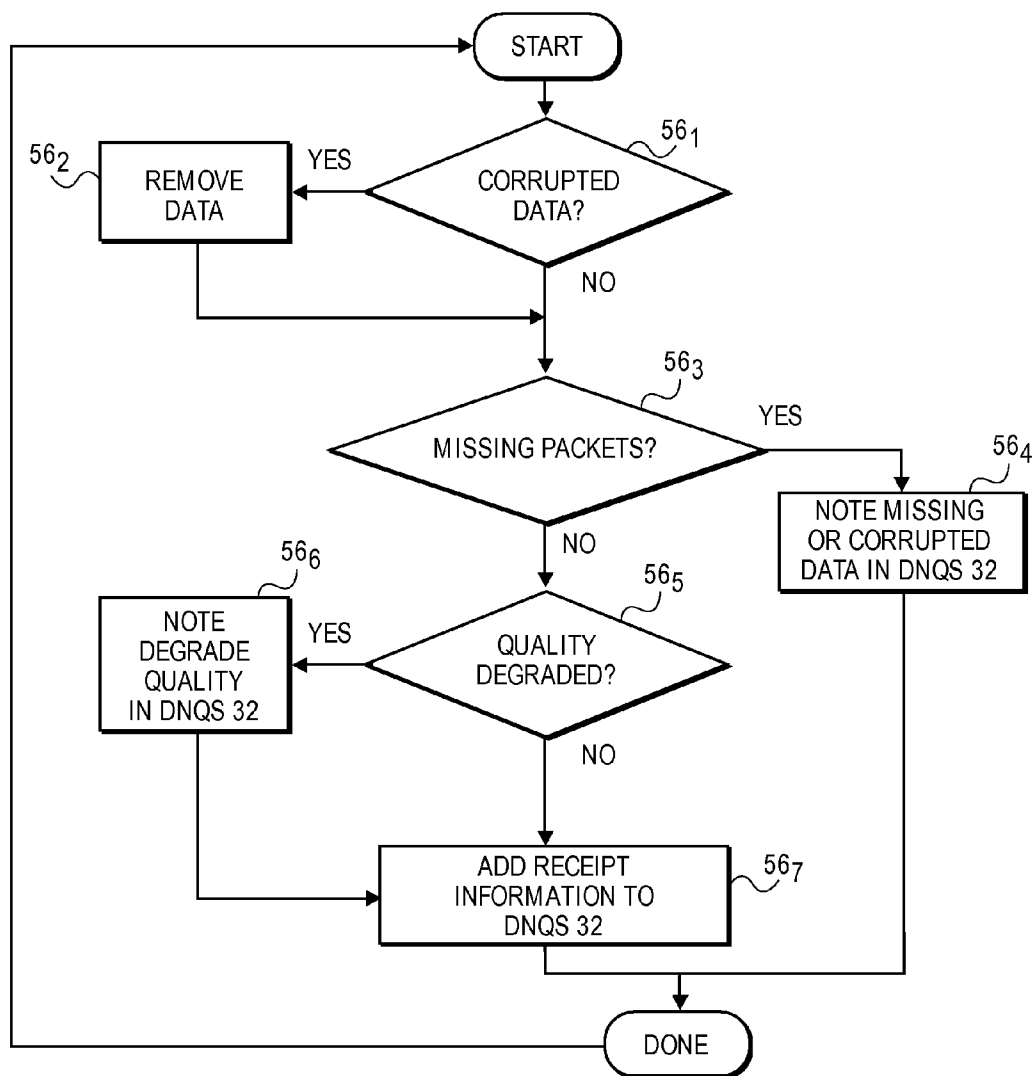 START
56₁
CORRUPTED
DATA?
YES
56₂
REMOVE
DATA
NO
56₃
MISSING PACKETS?
YES
56₄
NOTE MISSING
OR CORRUPTED
DATA IN DNQS 32
NO
56₅
QUALITY
DEGRADED?
YES
56₆
NOTE
DEGRADE
QUALITY
IN DNQS 32
NO
56₇
ADD RECEIPT
INFORMATION TO
DNQS 32
DONE